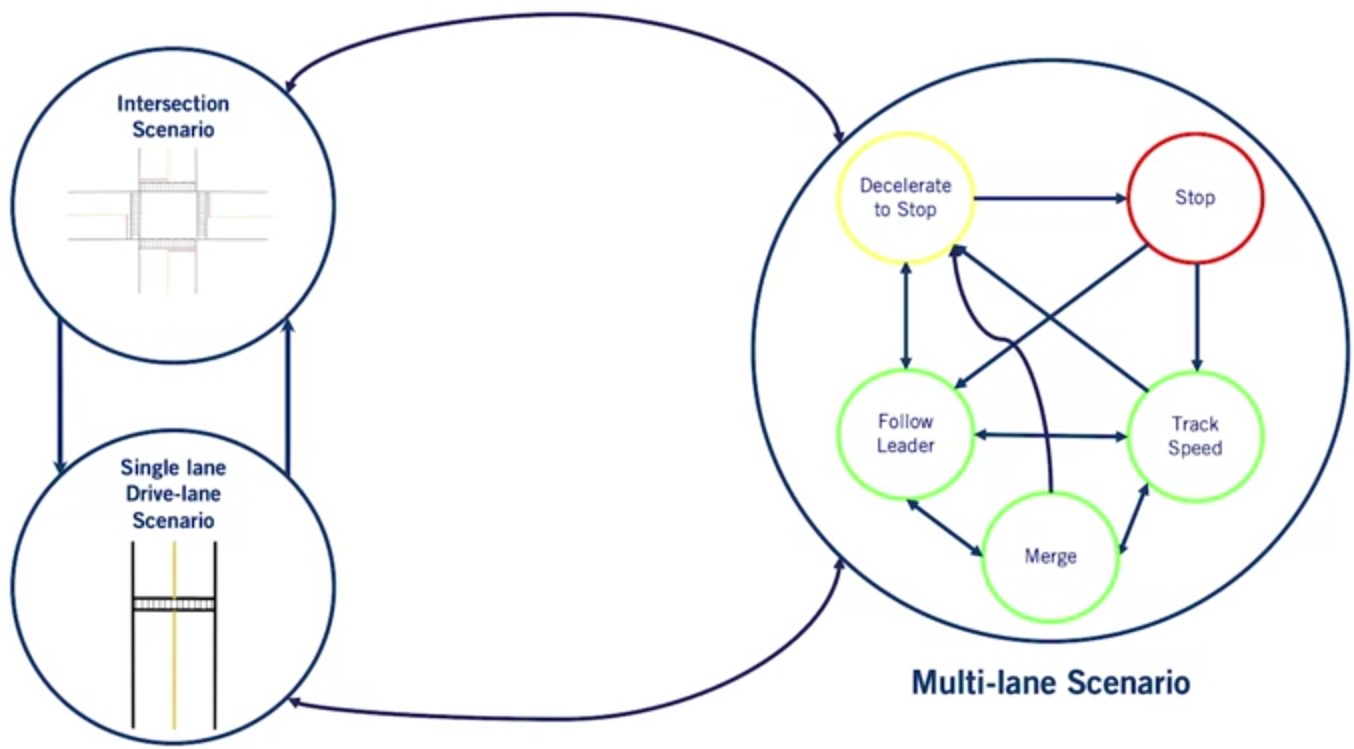 Intersection
Scenario
Decelerate
to Stop
Stop
Follow
Leader
Track
Speed
Single lane
Drive-lane
Scenario
Merge
Multi-lane Scenario